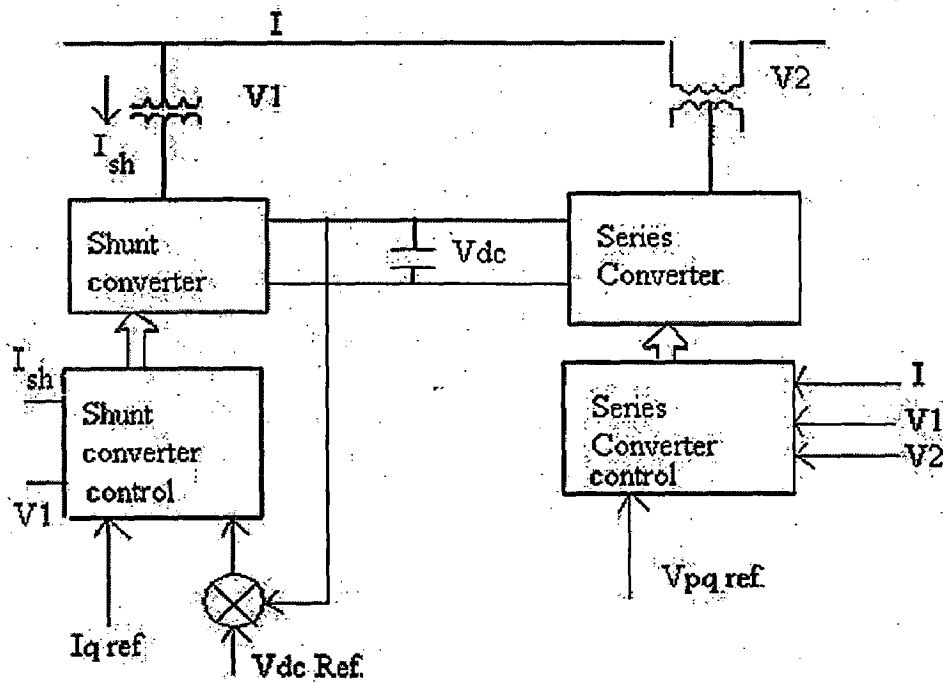 I
V1
V2
I sh
Shunt
converter
Vdc
Series
Converter
I sh
Shunt
converter
control
V1
Series
Converter
control
I
V1
V2
Iq ref
Vdc Ref.
Vpq ref.